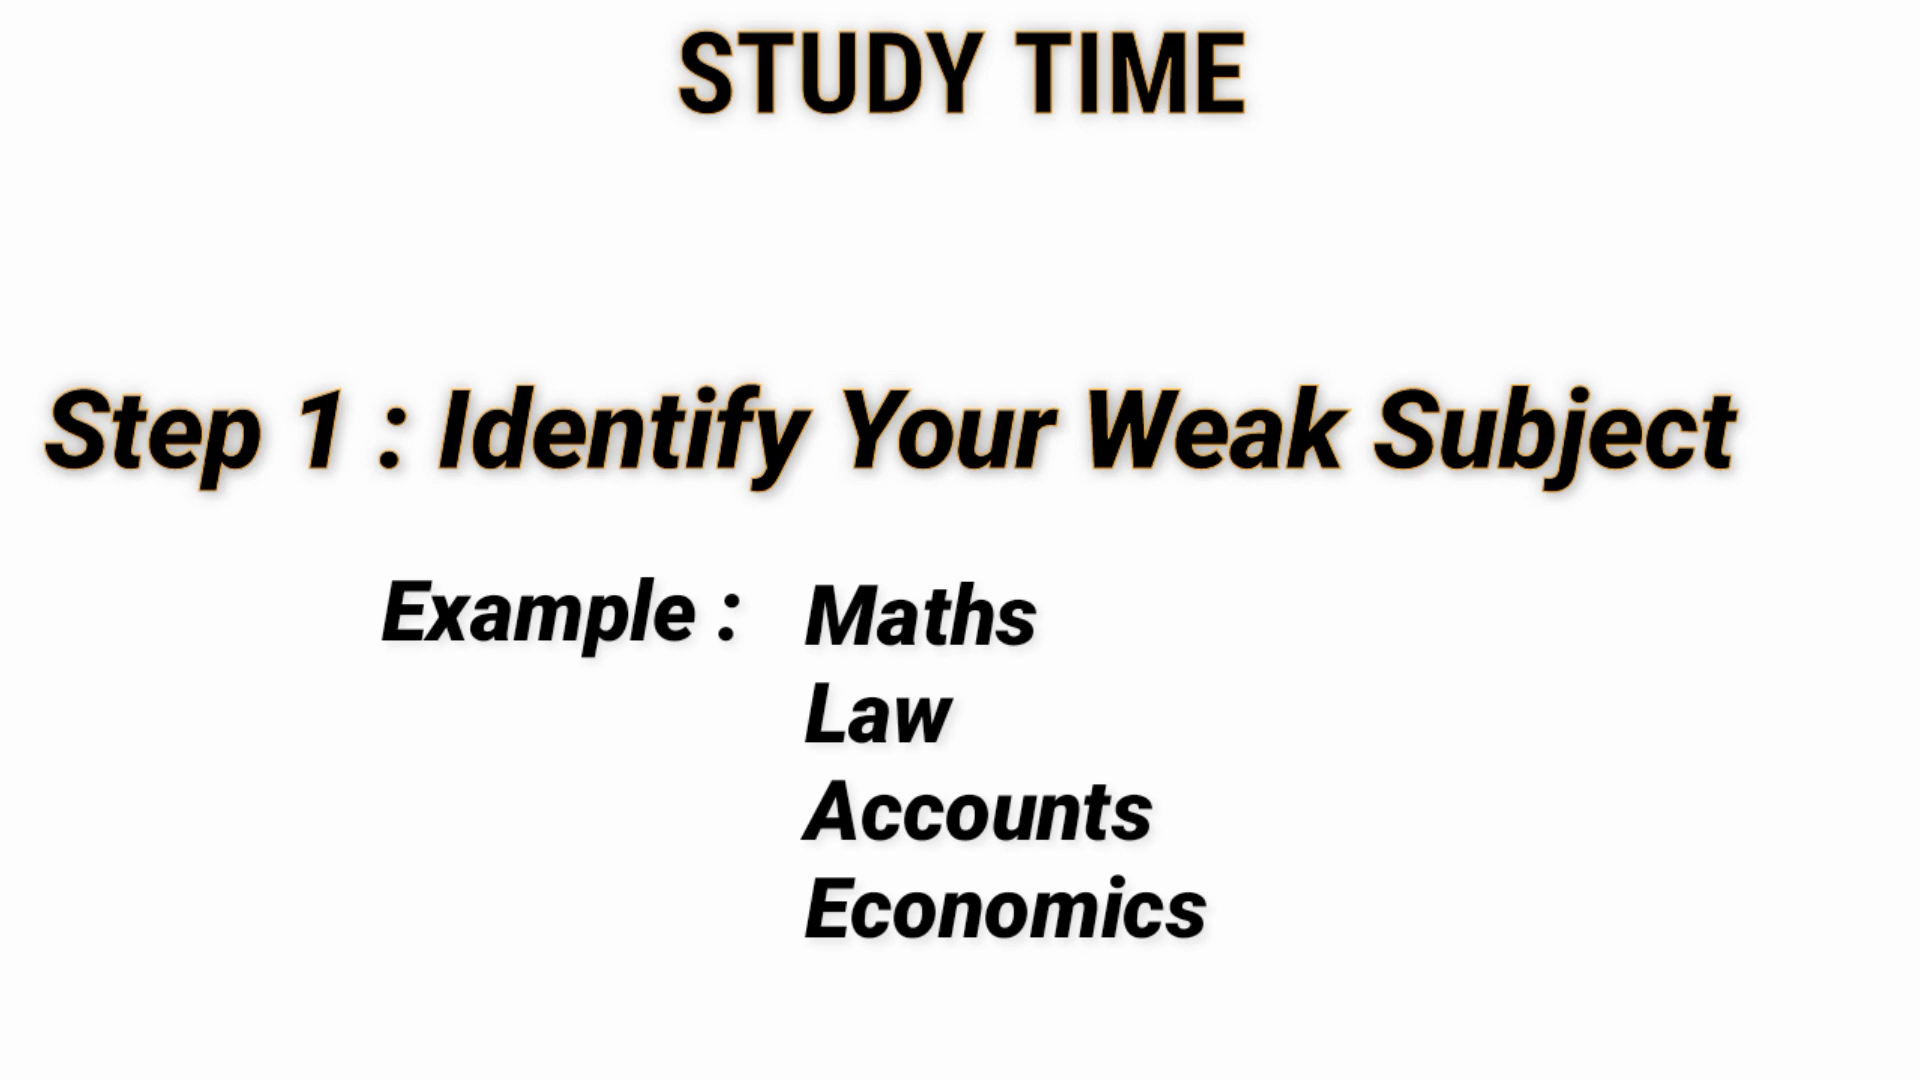 STUDY TIME
Step 1 : Identify Your Weak Subject
Example : Maths
Law
Accounts
Economics